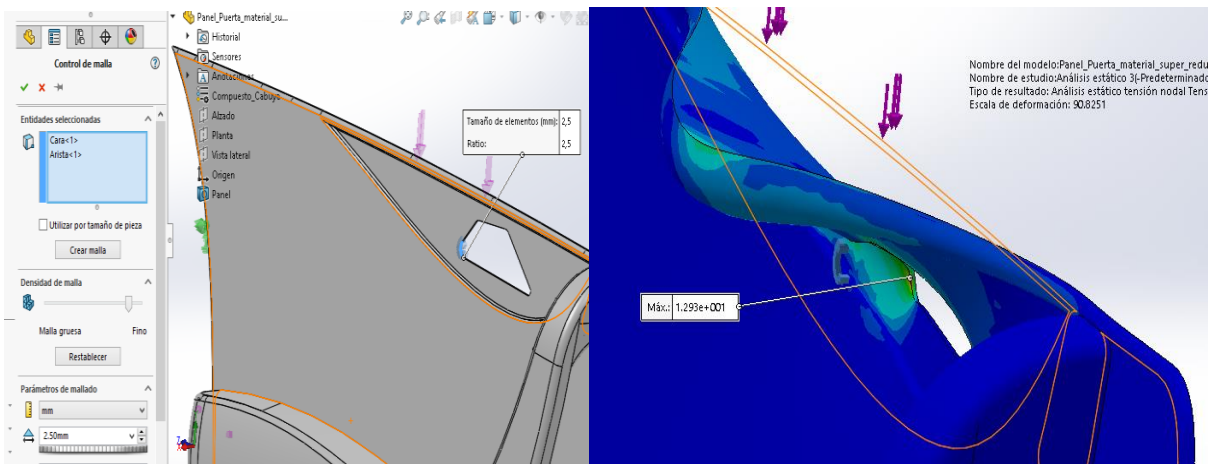 Control de malla
Entidades seleccionadas
Cara<1>
Arista<1>
Utilizar por tamaño de pieza
Crear malla
Densidad de malla
Malla gruesa Fino
Restablecer
Parámetros de mallado
mm
2.50mm
Panel_Puerta_material_su...
Historial
Sensores
Anotaciones
Compuesto_Cabuya
Alzado
Planta
Vista lateral
Origen
Panel
Tamaño de elementos (mm): 2,5
Ratio: 2,5
Z
X
Nombre del modelo:Panel_Puerta_material_super_redu
Nombre de estudio:Análisis estático 3(-Predeterminado
Tipo de resultado: Análisis estático tensión nodal Tens
Escala de deformación: 90.8251
Máx.: 1.293e+001